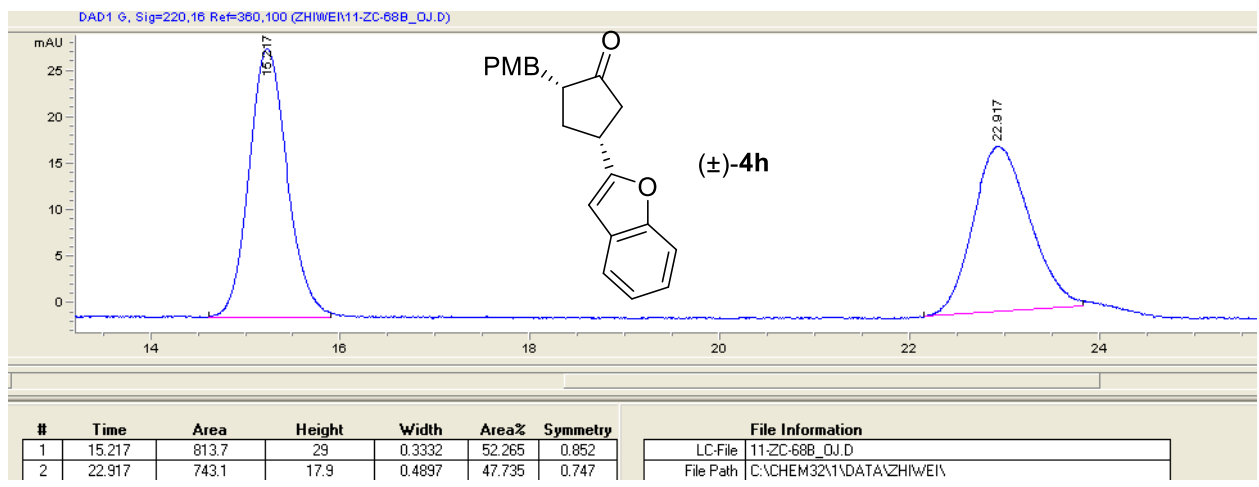 DAD1 G, Sig=220,16 Ref=360,100 (ZHIWEI\11-ZC-68B_OJ.D)
mAU
25
20
15
10
5
0
15.217
22.917
O
PMB
O
(±)-4h
14
16
18
20
22
24
# Time Area Height Width Area% Symmetry
1 15.217 813.7 29 0.3332 52.265 0.852
2 22.917 743.1 17.9 0.4897 47.735 0.747
File Information
LC-File 11-ZC-68B_OJ.D
File Path C:\CHEM32\1\DATA\ZHIWEI\